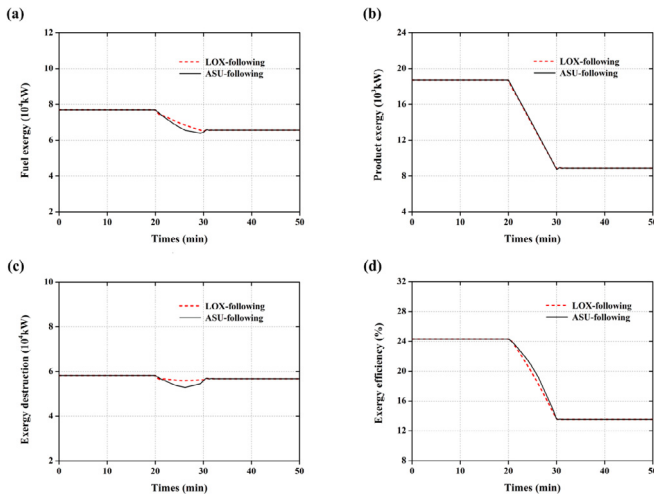 (a)
LOX-following
ASU-following
Fuel exergy (10⁴kW)
10
8
6
4
2
0 10 20 30 40 50
Times (min)
(b)
LOX-following
ASU-following
Product exergy (10³kW)
24
20
16
12
8
4
0 10 20 30 40 50
Times (min)
(c)
LOX-following
ASU-following
Exergy destruction (10⁴kW)
10
8
6
4
2
0 10 20 30 40 50
Times (min)
(d)
LOX-following
ASU-following
Exergy efficiency (%)
32
28
24
20
16
12
8
0 10 20 30 40 50
Times (min)